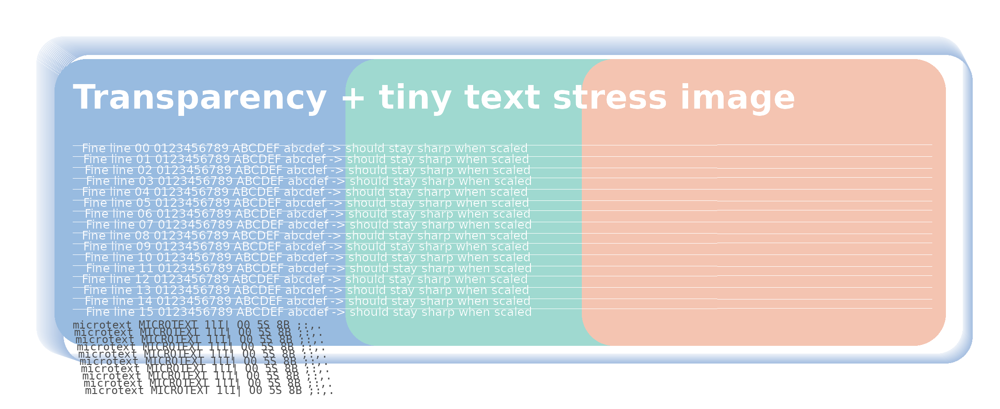 Transparency + tiny text stress image
Fine line 00 0123456789 ABCDEF abcdef -> should stay sharp when scaled
Fine line 01 0123456789 ABCDEF abcdef -> should stay sharp when scaled
Fine line 02 0123456789 ABCDEF abcdef -> should stay sharp when scaled
Fine line 03 0123456789 ABCDEF abcdef -> should stay sharp when scaled
Fine line 04 0123456789 ABCDEF abcdef -> should stay sharp when scaled
Fine line 05 0123456789 ABCDEF abcdef -> should stay sharp when scaled
Fine line 06 0123456789 ABCDEF abcdef -> should stay sharp when scaled
Fine line 07 0123456789 ABCDEF abcdef -> should stay sharp when scaled
Fine line 08 0123456789 ABCDEF abcdef -> should stay sharp when scaled
Fine line 09 0123456789 ABCDEF abcdef -> should stay sharp when scaled
Fine line 10 0123456789 ABCDEF abcdef -> should stay sharp when scaled
Fine line 11 0123456789 ABCDEF abcdef -> should stay sharp when scaled
Fine line 12 0123456789 ABCDEF abcdef -> should stay sharp when scaled
Fine line 13 0123456789 ABCDEF abcdef -> should stay sharp when scaled
Fine line 14 0123456789 ABCDEF abcdef -> should stay sharp when scaled
Fine line 15 0123456789 ABCDEF abcdef -> should stay sharp when scaled
microtext MICROTEXT 1lI| O0 5S 8B ;:,.
microtext MICROTEXT 1lI| O0 5S 8B ;:,.
microtext MICROTEXT 1lI| O0 5S 8B ;:,.
microtext MICROTEXT 1lI| O0 5S 8B ;:,.
microtext MICROTEXT 1lI| O0 5S 8B ;:,.
microtext MICROTEXT 1lI| O0 5S 8B ;:,.
microtext MICROTEXT 1lI| O0 5S 8B ;:,.
microtext MICROTEXT 1lI| O0 5S 8B ;:,.
microtext MICROTEXT 1lI| O0 5S 8B ;:,.
microtext MICROTEXT 1lI| O0 5S 8B ;:,.